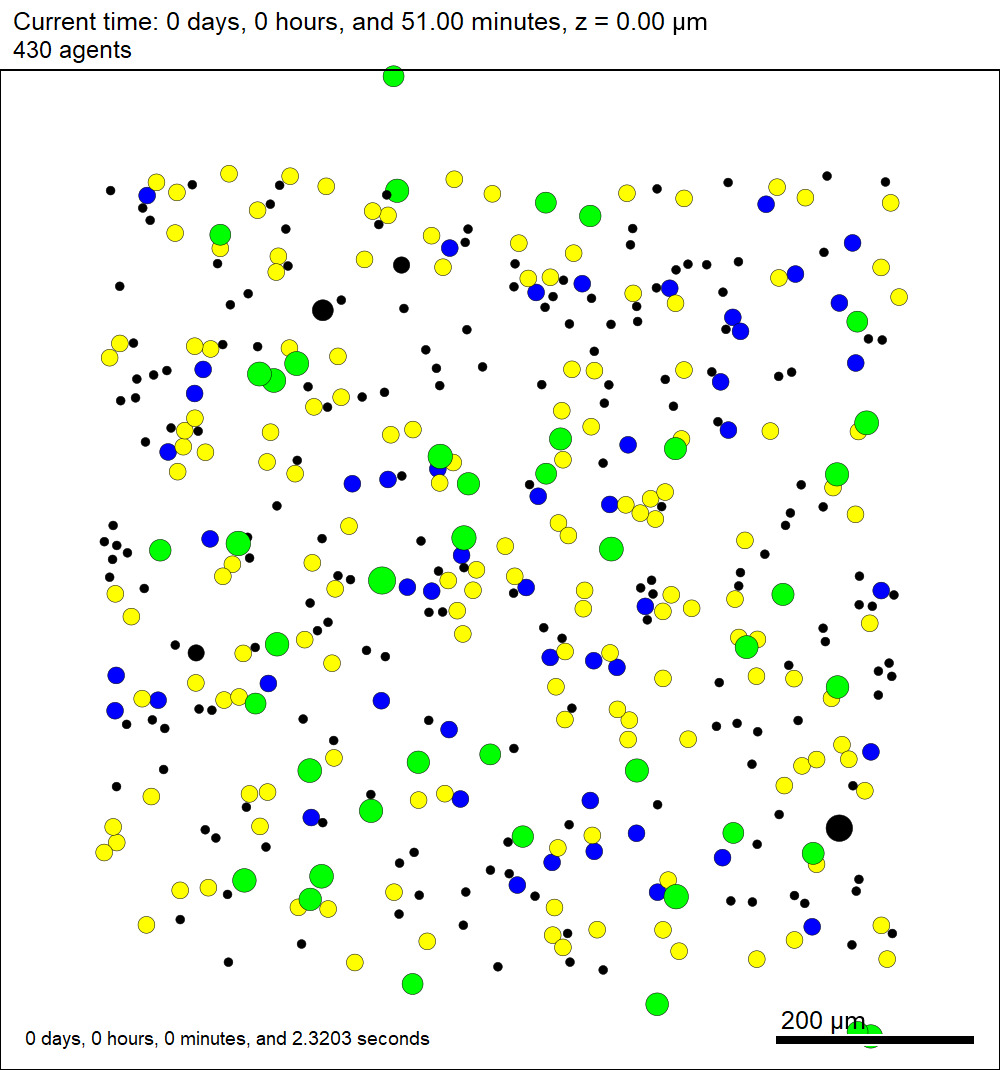 Current time: 0 days, 0 hours, and 51.00 minutes, z = 0.00 µm
430 agents
200 µm
0 days, 0 hours, 0 minutes, and 2.3203 seconds